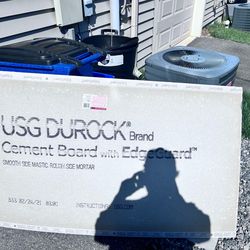 USG DUROCK® Brand
Cement Board with EdgeGuard™
SMOOTH SIDE-MASTIC ROUGH SIDE MORTAR